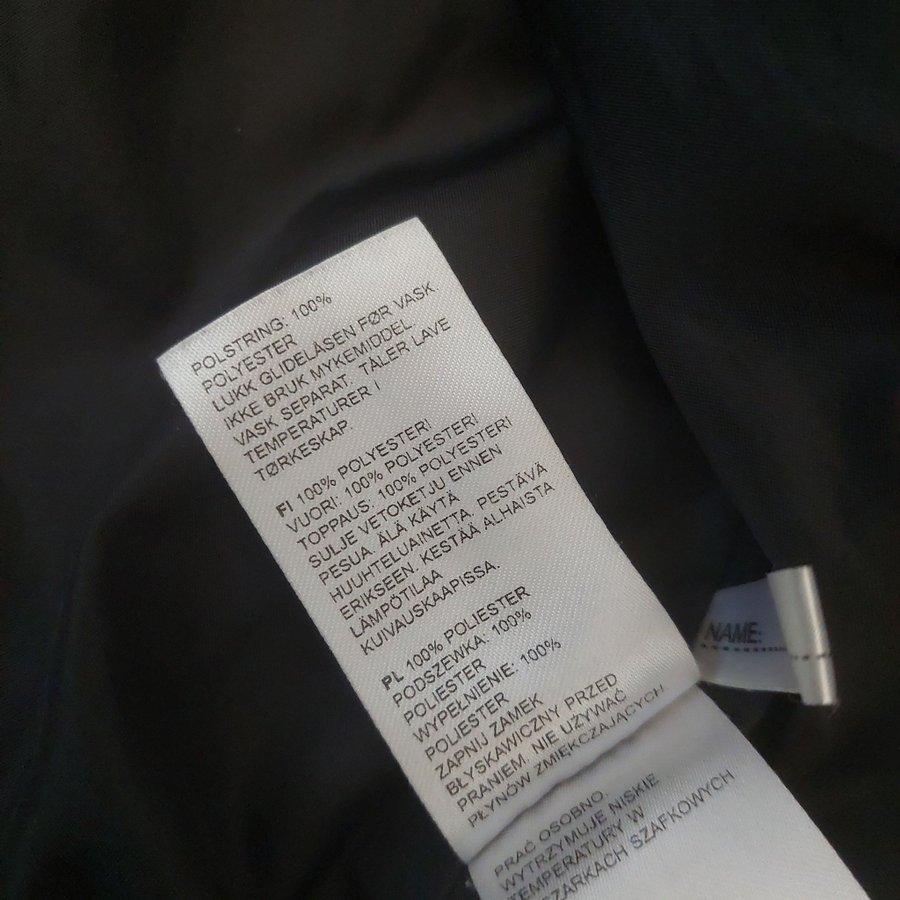 POLSTRING: 100%
POLYESTER
LUKK GLIDELÅSEN FØR VASK.
IKKE BRUK MYKEMIDDEL.
VASK SEPARAT. TÅLER LAVE
TEMPERATURER I
TØRKESKAP.
FI 100% POLYESTERI
VUORI: 100% POLYESTERI
TOPPAUS: 100% POLYESTERI
SULJE VETOKETJU ENNEN
PESUA. ÄLÄ KÄYTÄ
HUUHTELUAINETTA. PESTÄVÄ
ERIKSEEN. KESTÄÄ ALHAISTA
LÄMPÖTILAA
KUIVAUSKAAPISSA.
PL 100% POLIESTER
PODSZEWKA: 100%
POLIESTER
WYPEŁNIENIE: 100%
POLIESTER
ZAPNIJ ZAMEK
BŁYSKAWICZNY PRZED
PRANIEM. NIE UŻYWAĆ
PŁYNÓW ZMIĘKCZAJĄCYCH.
PRAĆ OSOBNO.
WYTRZYMUJE NISKIE
TEMPERATURY W
SZAFKOWYCH
NAME: